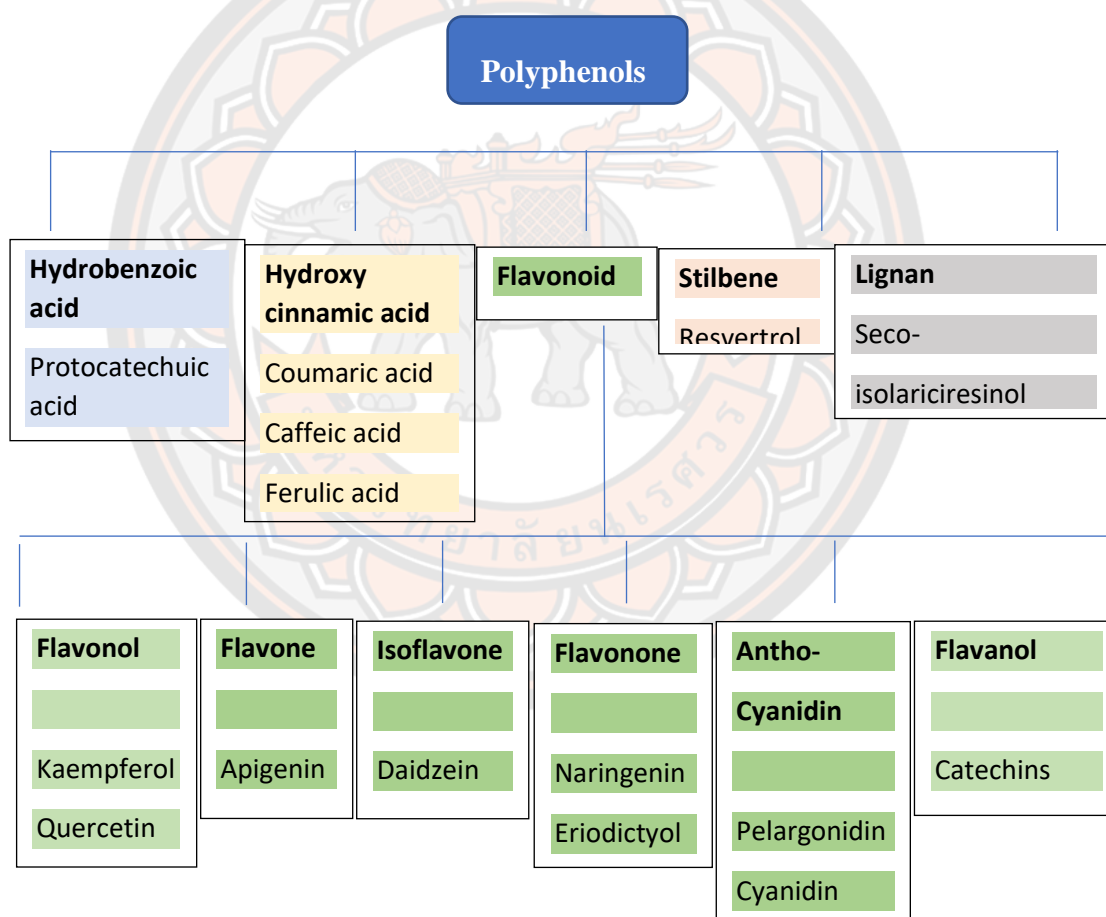 Polyphenols
Hydrobenzoic
acid
Protocatechuic
acid
Hydroxy
cinnamic acid
Coumaric acid
Caffeic acid
Ferulic acid
Flavonoid
Stilbene
Resvertrol
Lignan
Seco-
isolariciresinol
Flavonol
Kaempferol
Quercetin
Flavone
Apigenin
Isoflavone
Daidzein
Flavonone
Naringenin
Eriodictyol
Antho-
Cyanidin
Pelargonidin
Cyanidin
Flavanol
Catechins